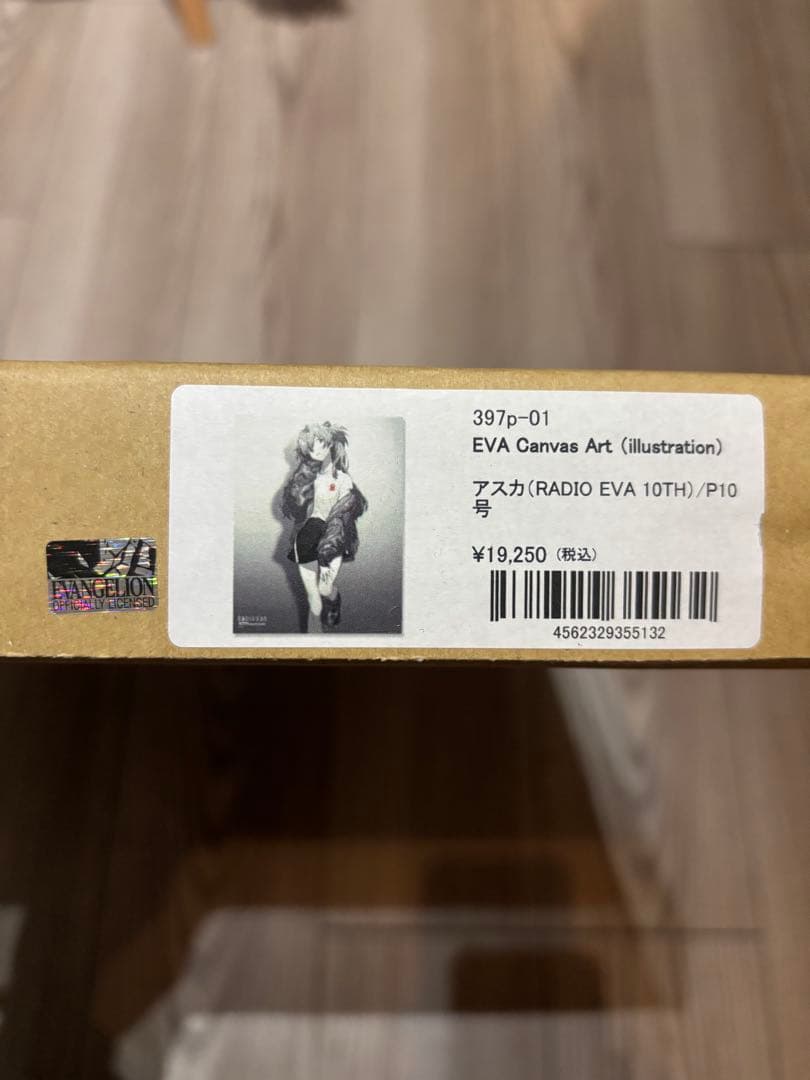 397p-01
EVA Canvas Art（illustration）
アスカ（RADIO EVA 10TH）/P10
号
¥19,250（税込）
4562329355132
EVANGELION
OFFICIALLY LICENSED